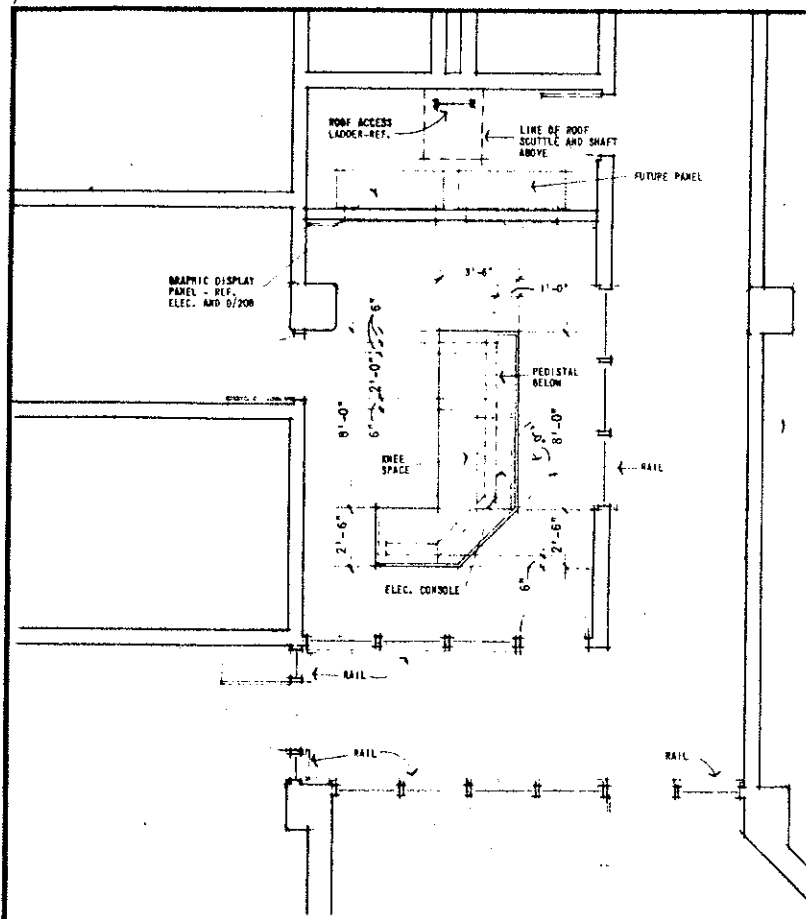 ROOF ACCESS
LADDER-REF.
LINE OF ROOF
SCUTTLE AND SHAFT
ABOVE
FUTURE PANEL
GRAPHIC DISPLAY
PANEL - REF.
ELEC. AND D/208
3'-6"
1'-0"
6"
2'-0"
6"
8'-0"
PEDISTAL
BELOW
8'-0"
KNEE
SPACE
RAIL
2'-6"
2'-6"
6"
ELEC. CONSOLE
RAIL
RAIL
RAIL